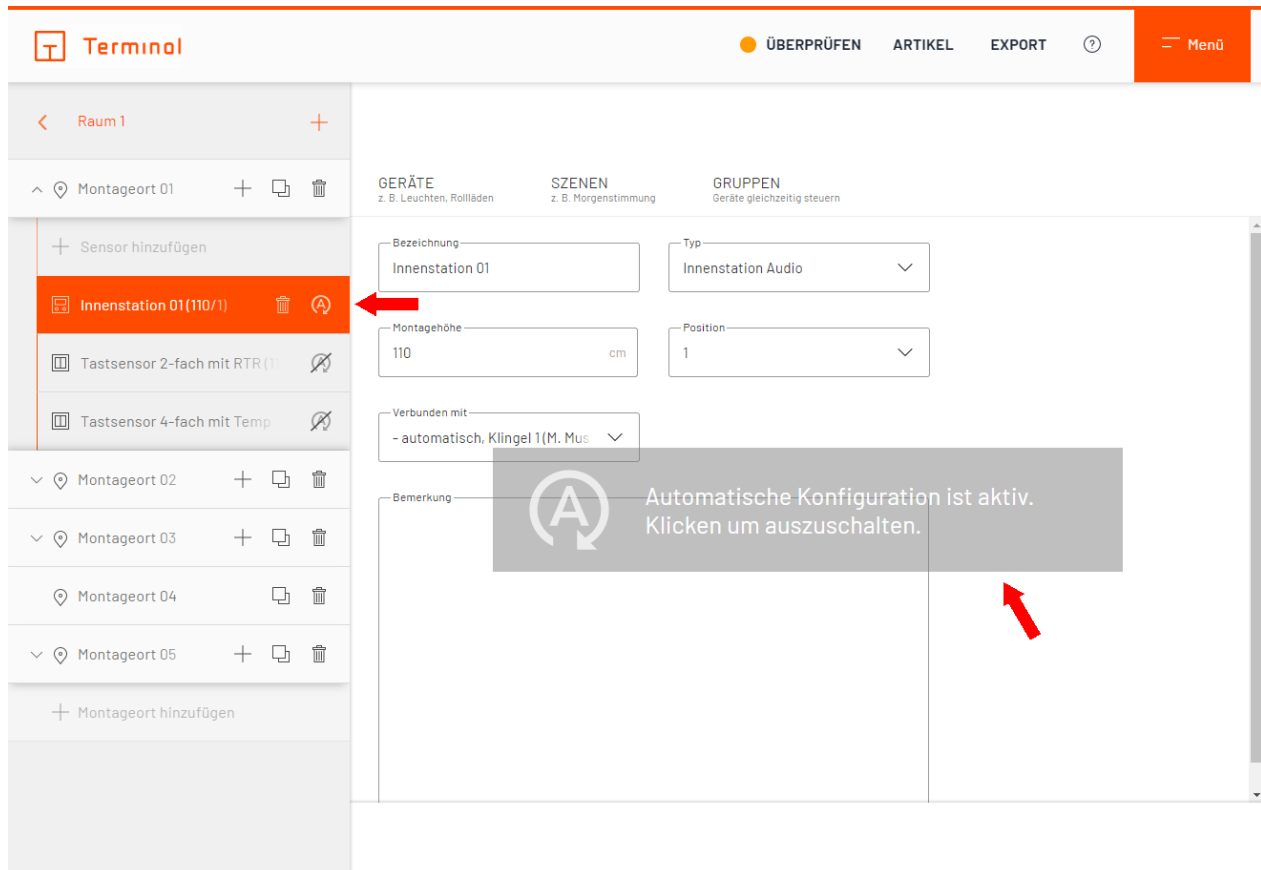 Terminal
ÜBERPRÜFEN
ARTIKEL
EXPORT
?
Menü
Raum 1
Montageort 01
Sensor hinzufügen
Innenstation 01 (110/1)
Tastsensor 2-fach mit RTR (1
Tastsensor 4-fach mit Temp
Montageort 02
Montageort 03
Montageort 04
Montageort 05
Montageort hinzufügen
GERÄTE
z. B. Leuchten, Rollläden
SZENEN
z. B. Morgenstimmung
GRUPPEN
Geräte gleichzeitig steuern
Bezeichnung
Innenstation 01
Typ
Innenstation Audio
Montagehöhe
110 cm
Position
1
Verbunden mit
- automatisch, Klingel 1 (M. Mus
Bemerkung
A
Automatische Konfiguration ist aktiv.
Klicken um auszuschalten.